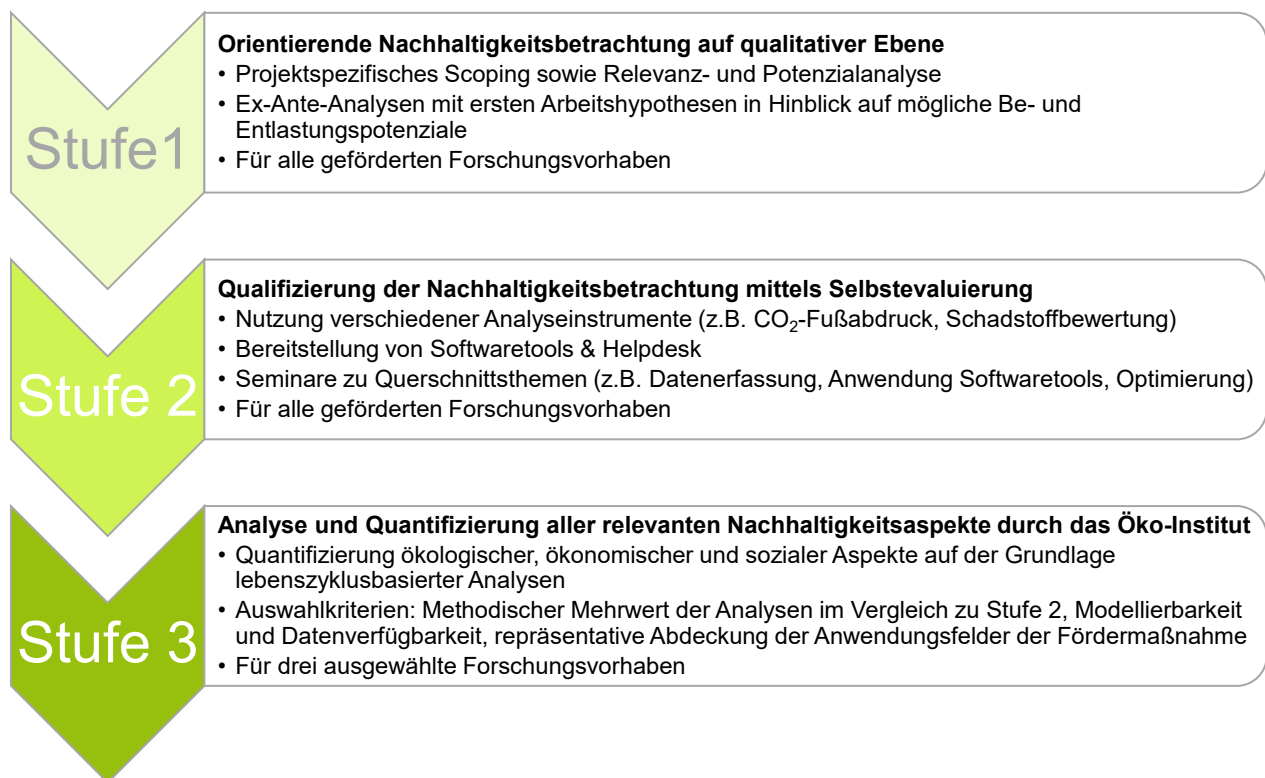 Stufe1
Orientierende Nachhaltigkeitsbetrachtung auf qualitativer Ebene
• Projektspezifisches Scoping sowie Relevanz- und Potenzialanalyse
• Ex-Ante-Analysen mit ersten Arbeitshypothesen in Hinblick auf mögliche Be- und
Entlastungspotenziale
• Für alle geförderten Forschungsvorhaben
Stufe 2
Qualifizierung der Nachhaltigkeitsbetrachtung mittels Selbstevaluierung
• Nutzung verschiedener Analyseinstrumente (z.B. CO₂-Fußabdruck, Schadstoffbewertung)
• Bereitstellung von Softwaretools & Helpdesk
• Seminare zu Querschnittsthemen (z.B. Datenerfassung, Anwendung Softwaretools, Optimierung)
• Für alle geförderten Forschungsvorhaben
Stufe 3
Analyse und Quantifizierung aller relevanten Nachhaltigkeitsaspekte durch das Öko-Institut
• Quantifizierung ökologischer, ökonomischer und sozialer Aspekte auf der Grundlage
lebenszyklusbasierter Analysen
• Auswahlkriterien: Methodischer Mehrwert der Analysen im Vergleich zu Stufe 2, Modellierbarkeit
und Datenverfügbarkeit, repräsentative Abdeckung der Anwendungsfelder der Fördermaßnahme
• Für drei ausgewählte Forschungsvorhaben